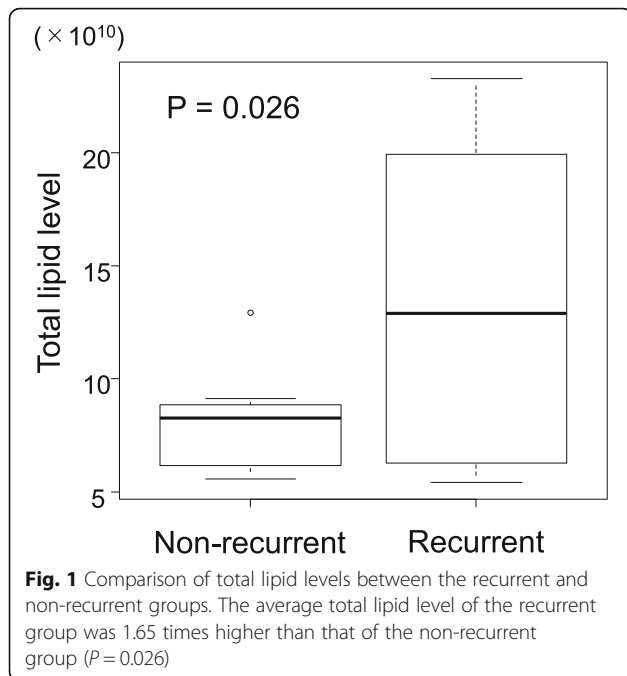 (×10¹⁰)
P = 0.026
Total lipid level
20
15
10
5
Non-recurrent Recurrent
Fig. 1 Comparison of total lipid levels between the recurrent and
non-recurrent groups. The average total lipid level of the recurrent
group was 1.65 times higher than that of the non-recurrent
group (P = 0.026)